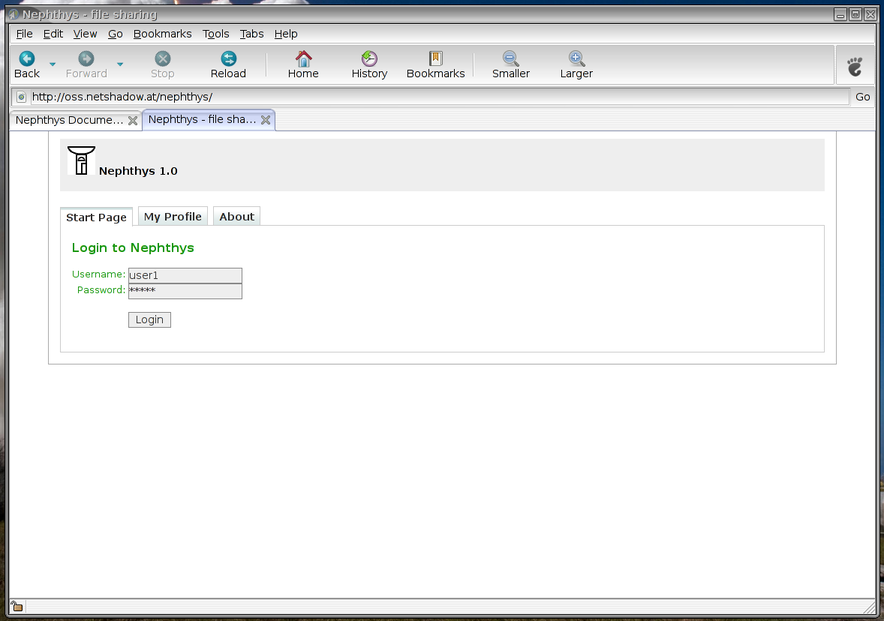 Nephthys - file sharing
File Edit View Go Bookmarks Tools Tabs Help
Back Forward Stop Reload Home History Bookmarks Smaller Larger
http://oss.netshadow.at/nephthys/ Go
Nephthys Docume... Nephthys - file sha...
Nephthys 1.0
Start Page My Profile About
Login to Nephthys
Username: user1
Password: *****
Login